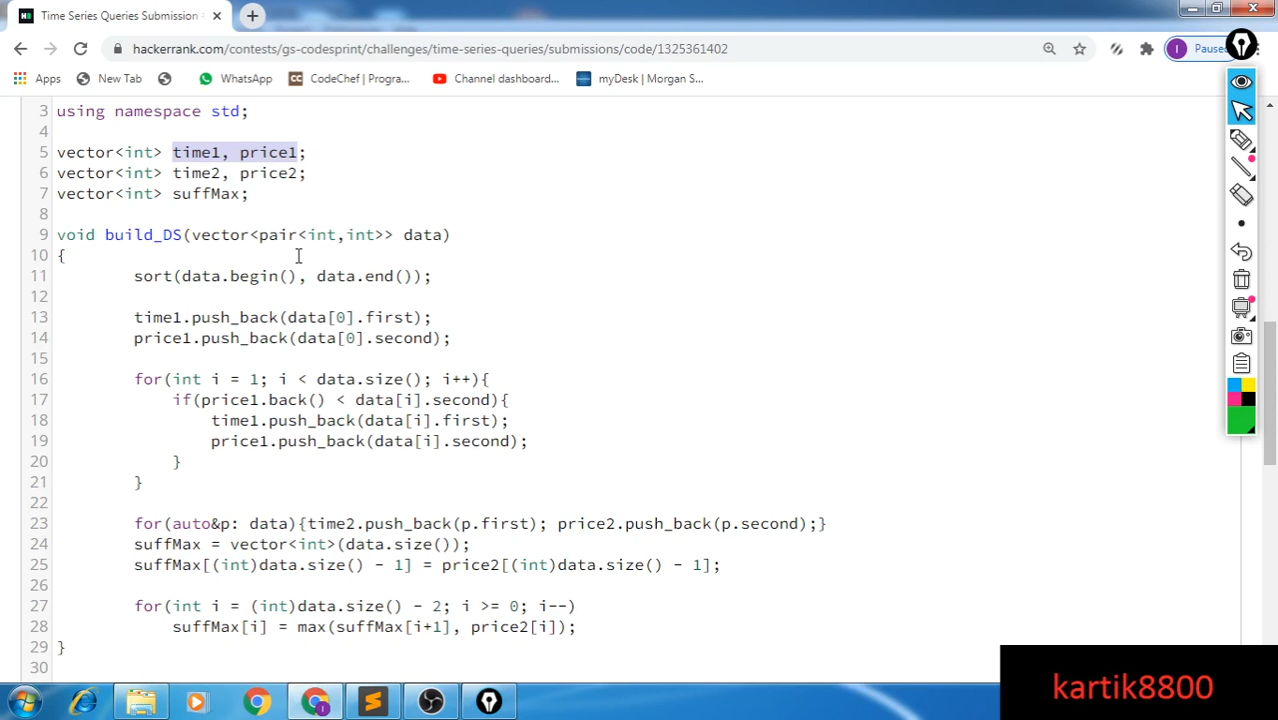 Time Series Queries Submission
hackerrank.com/contests/gs-codesprint/challenges/time-series-queries/submissions/code/1325361402
Paused
Apps
New Tab
WhatsApp
CodeChef | Progra...
Channel dashboard...
myDesk | Morgan S...
3 using namespace std;
4
5 vector<int> time1, price1;
6 vector<int> time2, price2;
7 vector<int> suffMax;
8
9 void build_DS(vector<pair<int,int>> data)
10 {
11 sort(data.begin(), data.end());
12
13 time1.push_back(data[0].first);
14 price1.push_back(data[0].second);
15
16 for(int i = 1; i < data.size(); i++){
17 if(price1.back() < data[i].second){
18 time1.push_back(data[i].first);
19 price1.push_back(data[i].second);
20 }
21 }
22
23 for(auto&p: data){time2.push_back(p.first); price2.push_back(p.second);}
24 suffMax = vector<int>(data.size());
25 suffMax[(int)data.size() - 1] = price2[(int)data.size() - 1];
26
27 for(int i = (int)data.size() - 2; i >= 0; i--)
28 suffMax[i] = max(suffMax[i+1], price2[i]);
29 }
30
kartik8800